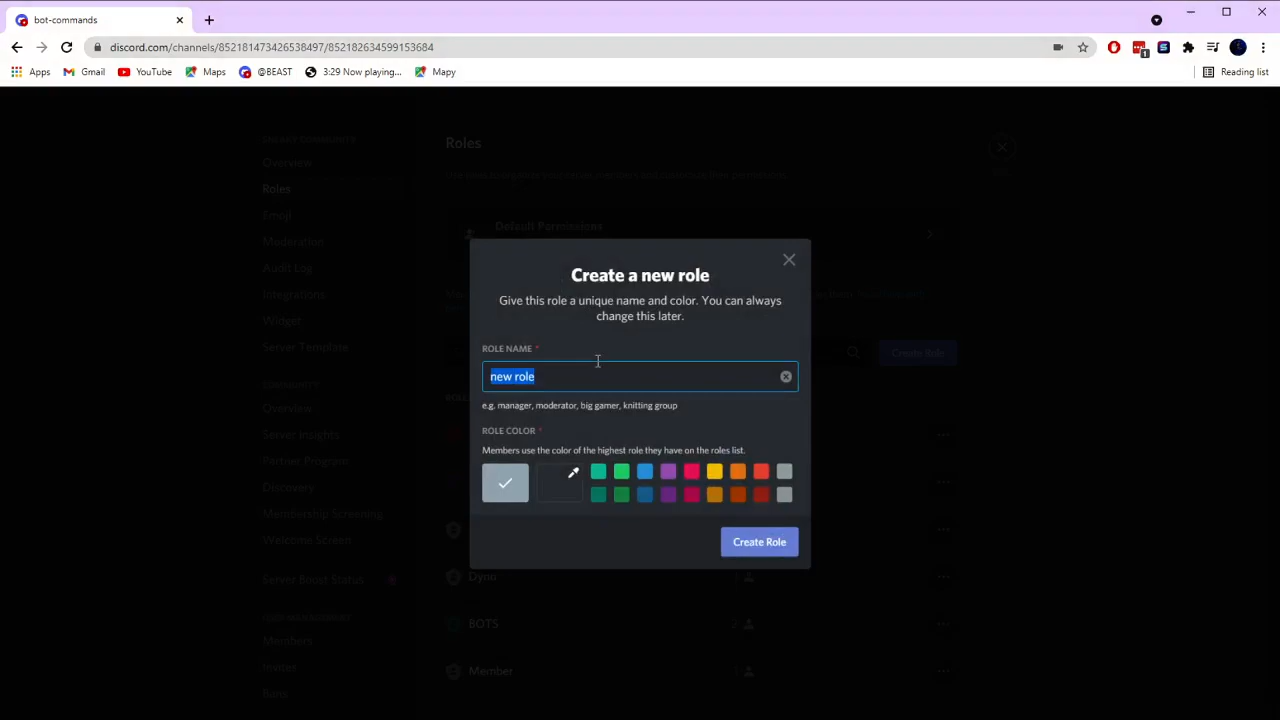 bot-commands
discord.com/channels/852181473426538497/852182634599153684
1
Apps Gmail YouTube Maps @BEAST 3:29 Now playing... Mapy Reading list
Overview
Roles
Emoji
Moderation
Audit Log
Integrations
Widget
Server Template
Overview
Server Insights
Partner Program
Discovery
Membership Screening
Welcome Screen
Server Boost Status
Members
Invites
Bans
Roles
Default Permissions
Create Role
Create a new role
Give this role a unique name and color. You can always
change this later.
ROLE NAME *
new role
e.g. manager, moderator, big gamer, knitting group
ROLE COLOR *
Members use the color of the highest role they have on the roles list.
Create Role
Dyno
BOTS 2
Member 1